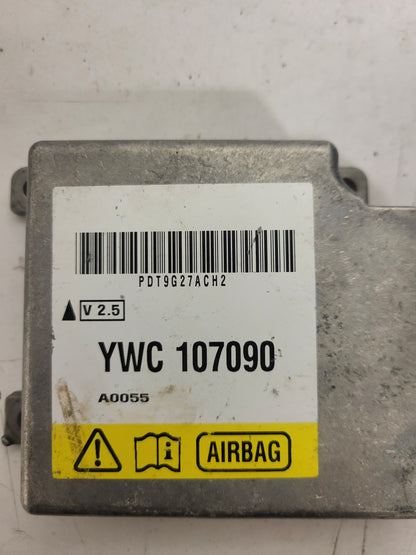 PDT9G27ACH2
V 2.5
YWC 107090
A0055
AIRBAG